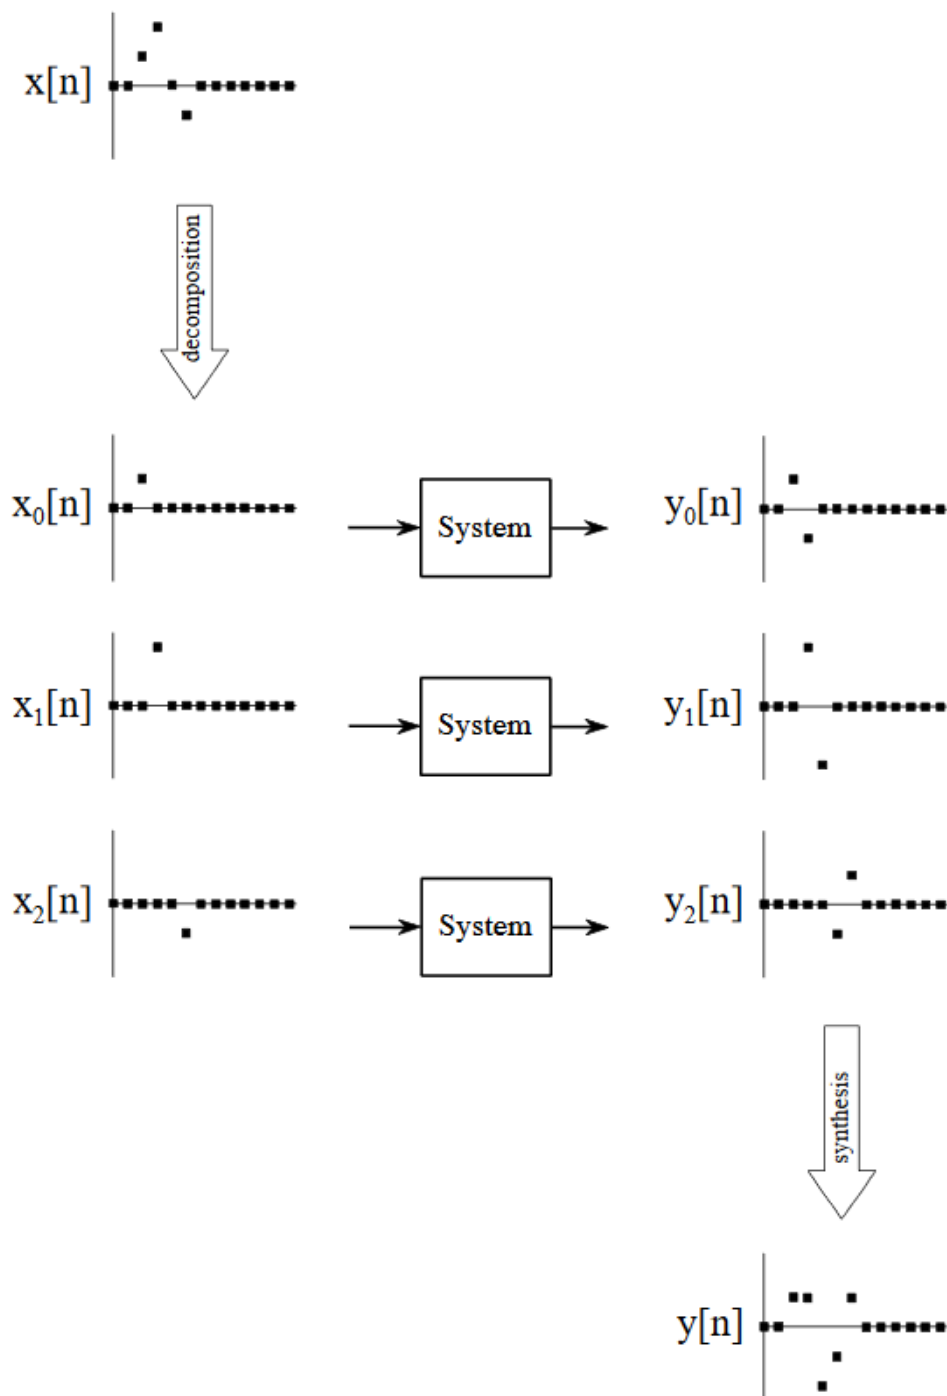 x[n]
decomposition
x₀[n]
System
y₀[n]
x₁[n]
System
y₁[n]
x₂[n]
System
y₂[n]
synthesis
y[n]